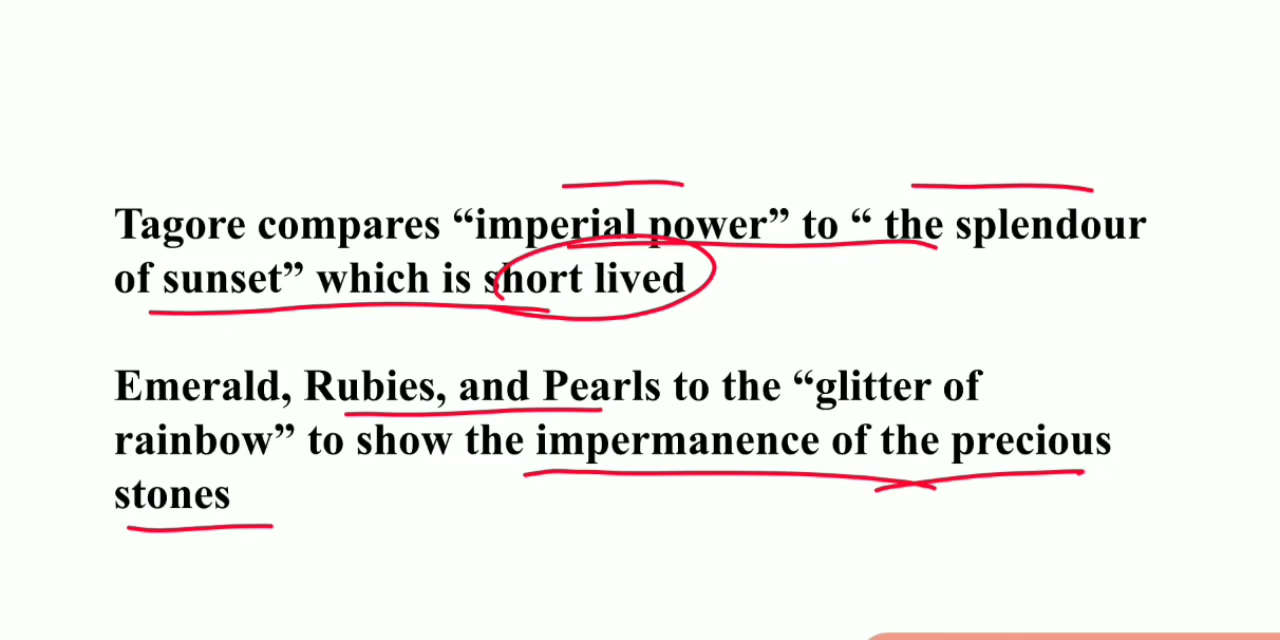 Tagore compares “imperial power” to “ the splendour
of sunset” which is short lived
Emerald, Rubies, and Pearls to the “glitter of
rainbow” to show the impermanence of the precious
stones